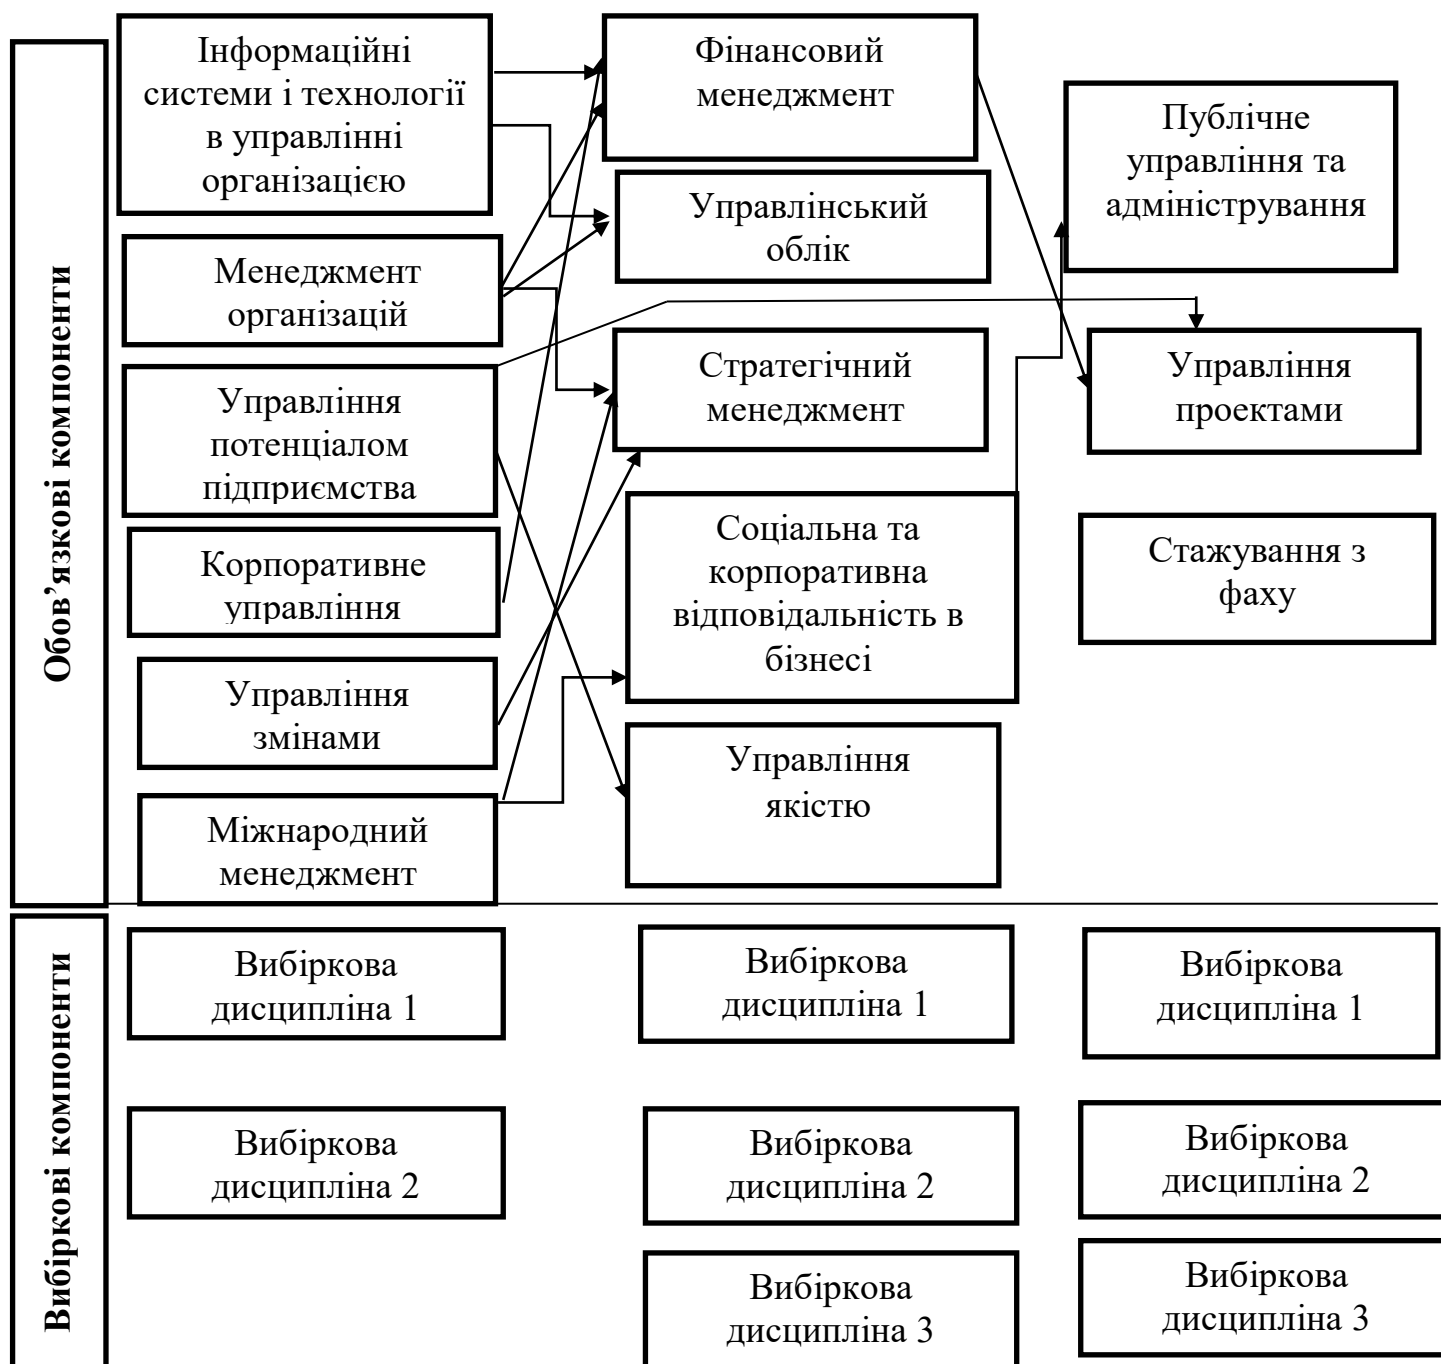 Обов’язкові компоненти
Інформаційні
системи і технології
в управлінні
організацією
Менеджмент
організацій
Управління
потенціалом
підприємства
Корпоративне
управління
Управління
змінами
Міжнародний
менеджмент
Фінансовий
менеджмент
Управлінський
облік
Стратегічний
менеджмент
Соціальна та
корпоративна
відповідальність в
бізнесі
Управління
якістю
Публічне
управління та
адміністрування
Управління
проектами
Стажування з
фаху
Вибіркові компоненти
Вибіркова
дисципліна 1
Вибіркова
дисципліна 2
Вибіркова
дисципліна 1
Вибіркова
дисципліна 2
Вибіркова
дисципліна 3
Вибіркова
дисципліна 1
Вибіркова
дисципліна 2
Вибіркова
дисципліна 3